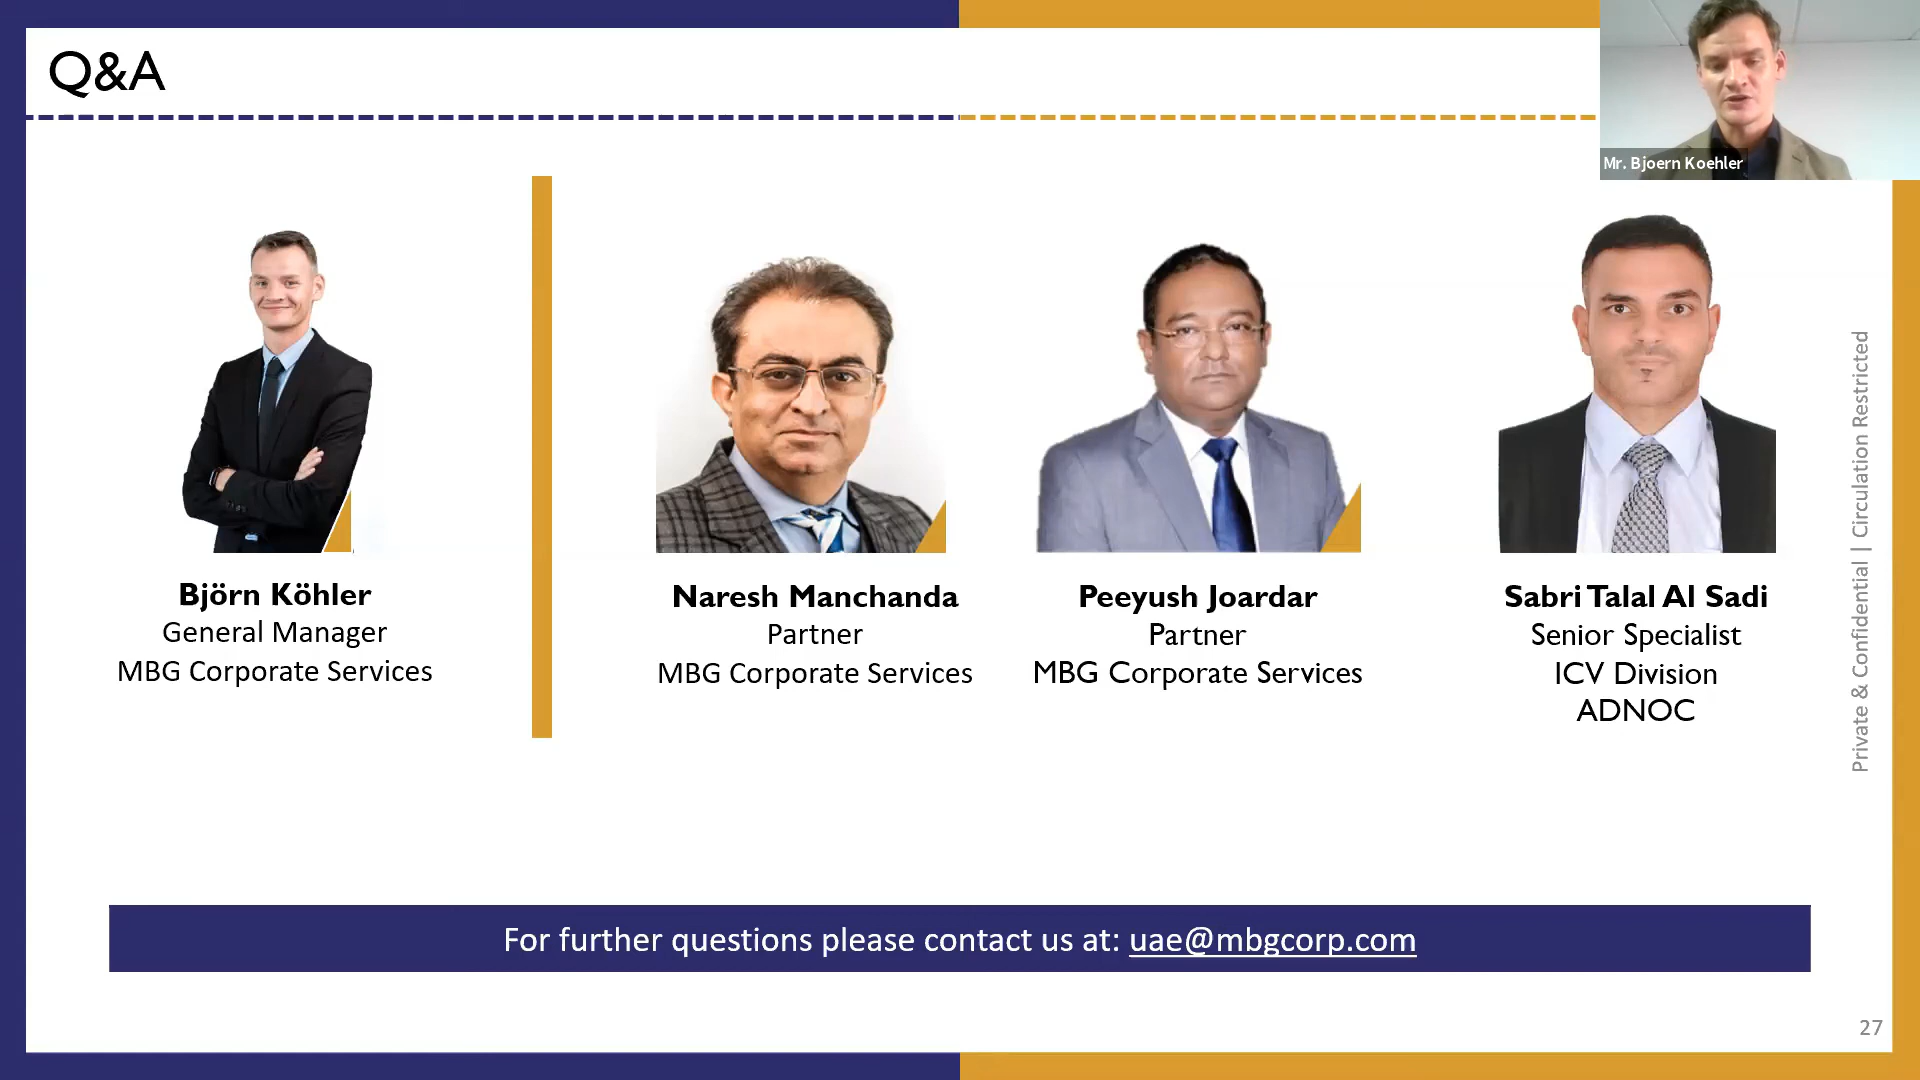 Q&A
Mr. Bjoern Koehler
Björn Köhler
General Manager
MBG Corporate Services
Naresh Manchanda
Partner
MBG Corporate Services
Peeyush Joardar
Partner
MBG Corporate Services
Sabri Talal Al Sadi
Senior Specialist
ICV Division
ADNOC
Private & Confidential | Circulation Restricted
For further questions please contact us at: uae@mbgcorp.com
27